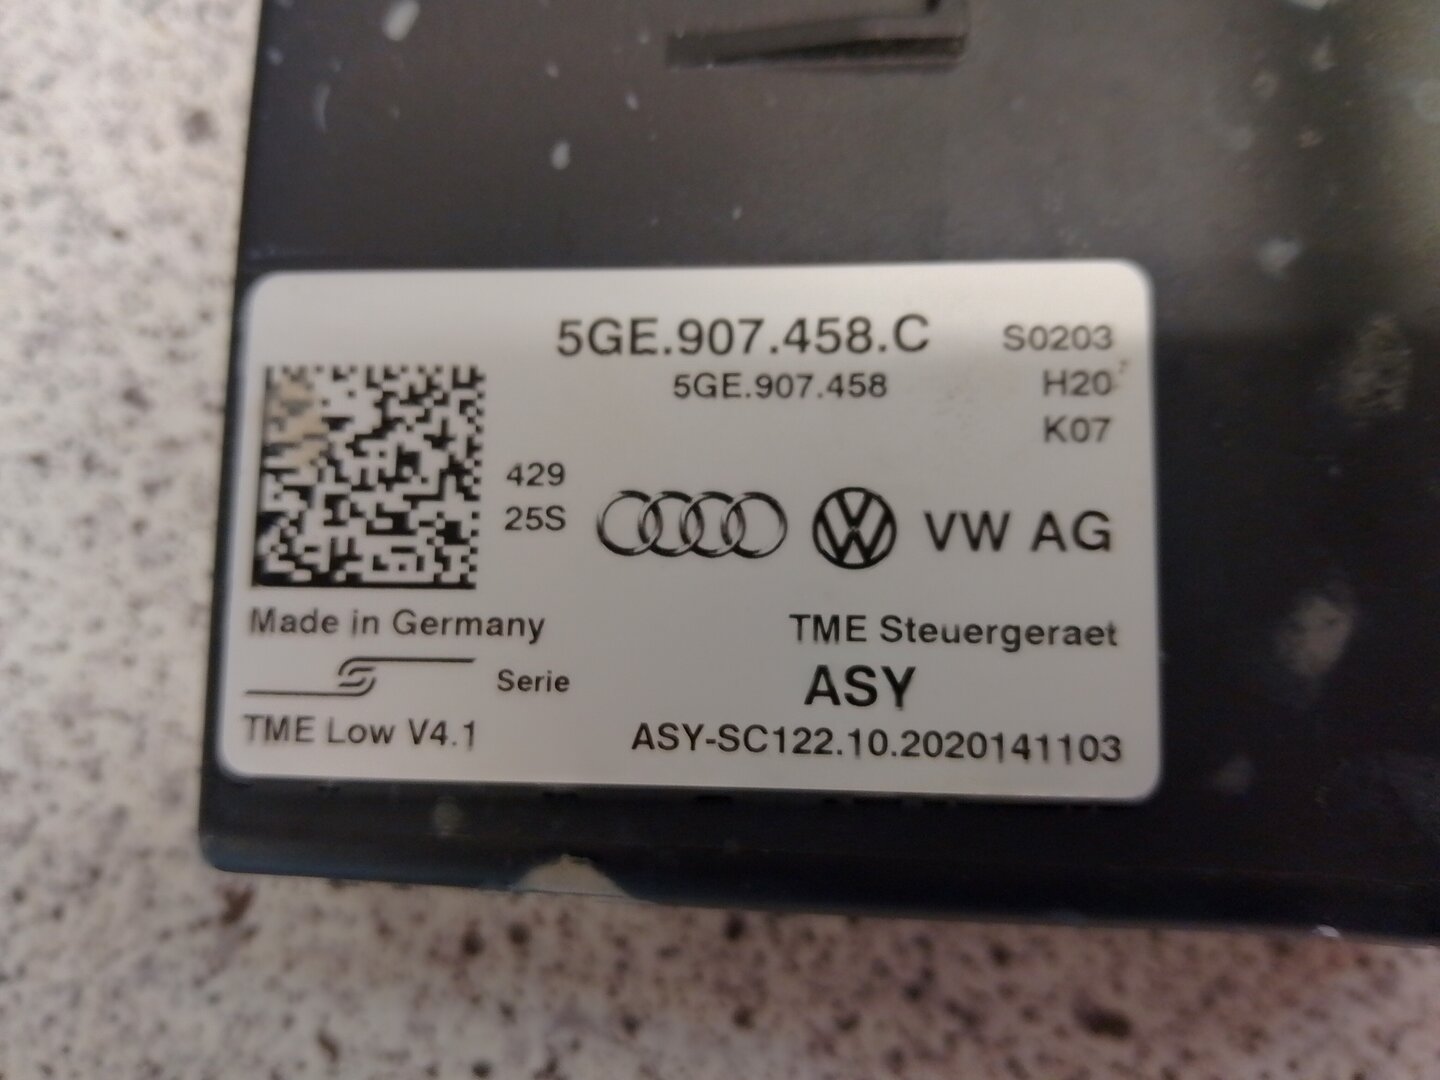 5GE.907.458.C S0203
5GE.907.458 H20
K07
429
25S
VW AG
Made in Germany
TME Steuergeraet
Serie
ASY
TME Low V4.1
ASY-SC122.10.2020141103